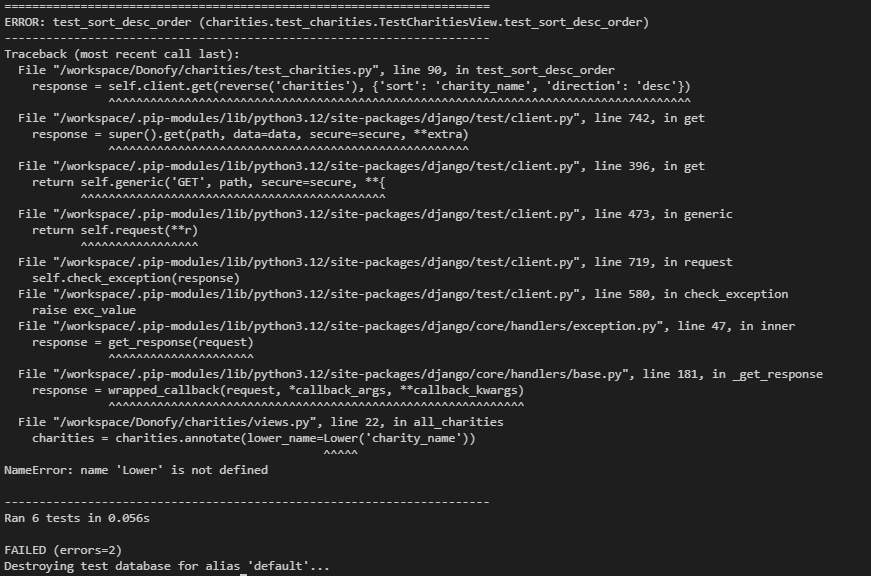 ======================================================================
ERROR: test_sort_desc_order (charities.test_charities.TestCharitiesView.test_sort_desc_order)
----------------------------------------------------------------------
Traceback (most recent call last):
  File "/workspace/Donofy/charities/test_charities.py", line 90, in test_sort_desc_order
    response = self.client.get(reverse('charities'), {'sort': 'charity_name', 'direction': 'desc'})
               ^^^^^^^^^^^^^^^^^^^^^^^^^^^^^^^^^^^^^^^^^^^^^^^^^^^^^^^^^^^^^^^^^^^^^^^^^^^^^^^^^^^^
  File "/workspace/.pip-modules/lib/python3.12/site-packages/django/test/client.py", line 742, in get
    response = super().get(path, data=data, secure=secure, **extra)
               ^^^^^^^^^^^^^^^^^^^^^^^^^^^^^^^^^^^^^^^^^^^^^^^^^^^^
  File "/workspace/.pip-modules/lib/python3.12/site-packages/django/test/client.py", line 396, in get
    return self.generic('GET', path, secure=secure, **{
           ^^^^^^^^^^^^^^^^^^^^^^^^^^^^^^^^^^^^^^^^^^^^
  File "/workspace/.pip-modules/lib/python3.12/site-packages/django/test/client.py", line 473, in generic
    return self.request(**r)
           ^^^^^^^^^^^^^^^^^
  File "/workspace/.pip-modules/lib/python3.12/site-packages/django/test/client.py", line 719, in request
    self.check_exception(response)
  File "/workspace/.pip-modules/lib/python3.12/site-packages/django/test/client.py", line 580, in check_exception
    raise exc_value
  File "/workspace/.pip-modules/lib/python3.12/site-packages/django/core/handlers/exception.py", line 47, in inner
    response = get_response(request)
               ^^^^^^^^^^^^^^^^^^^^^
  File "/workspace/.pip-modules/lib/python3.12/site-packages/django/core/handlers/base.py", line 181, in _get_response
    response = wrapped_callback(request, *callback_args, **callback_kwargs)
               ^^^^^^^^^^^^^^^^^^^^^^^^^^^^^^^^^^^^^^^^^^^^^^^^^^^^^^^^^^^^
  File "/workspace/Donofy/charities/views.py", line 22, in all_charities
    charities = charities.annotate(lower_name=Lower('charity_name'))
                                              ^^^^^
NameError: name 'Lower' is not defined

----------------------------------------------------------------------
Ran 6 tests in 0.056s

FAILED (errors=2)
Destroying test database for alias 'default'...